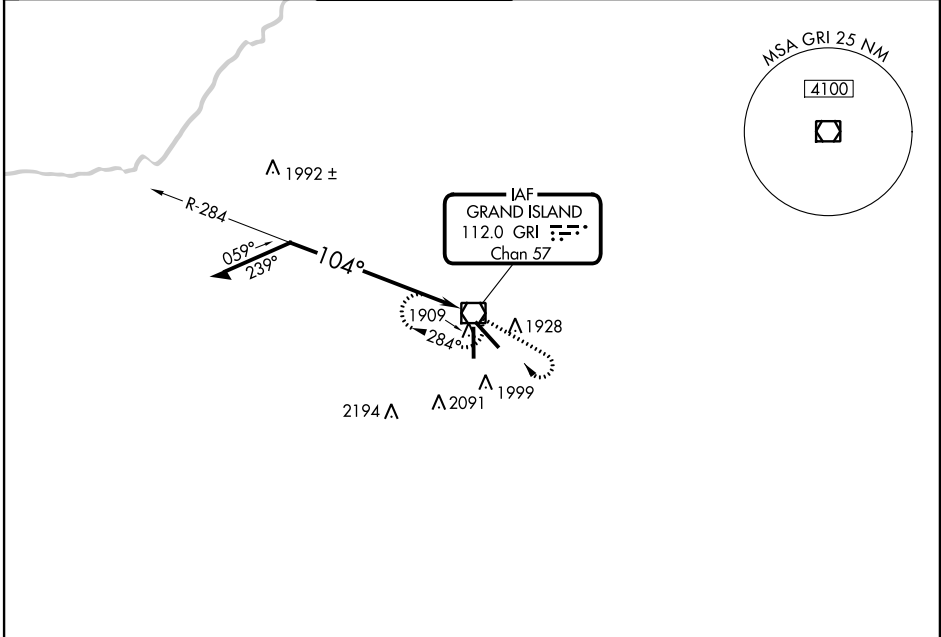 MSA GRI 25 NM
4100
1992 ±
R-284
IAF
GRAND ISLAND
112.0 GRI
Chan 57
059°
239°
104°
1909
284°
1928
1999
2091
2194